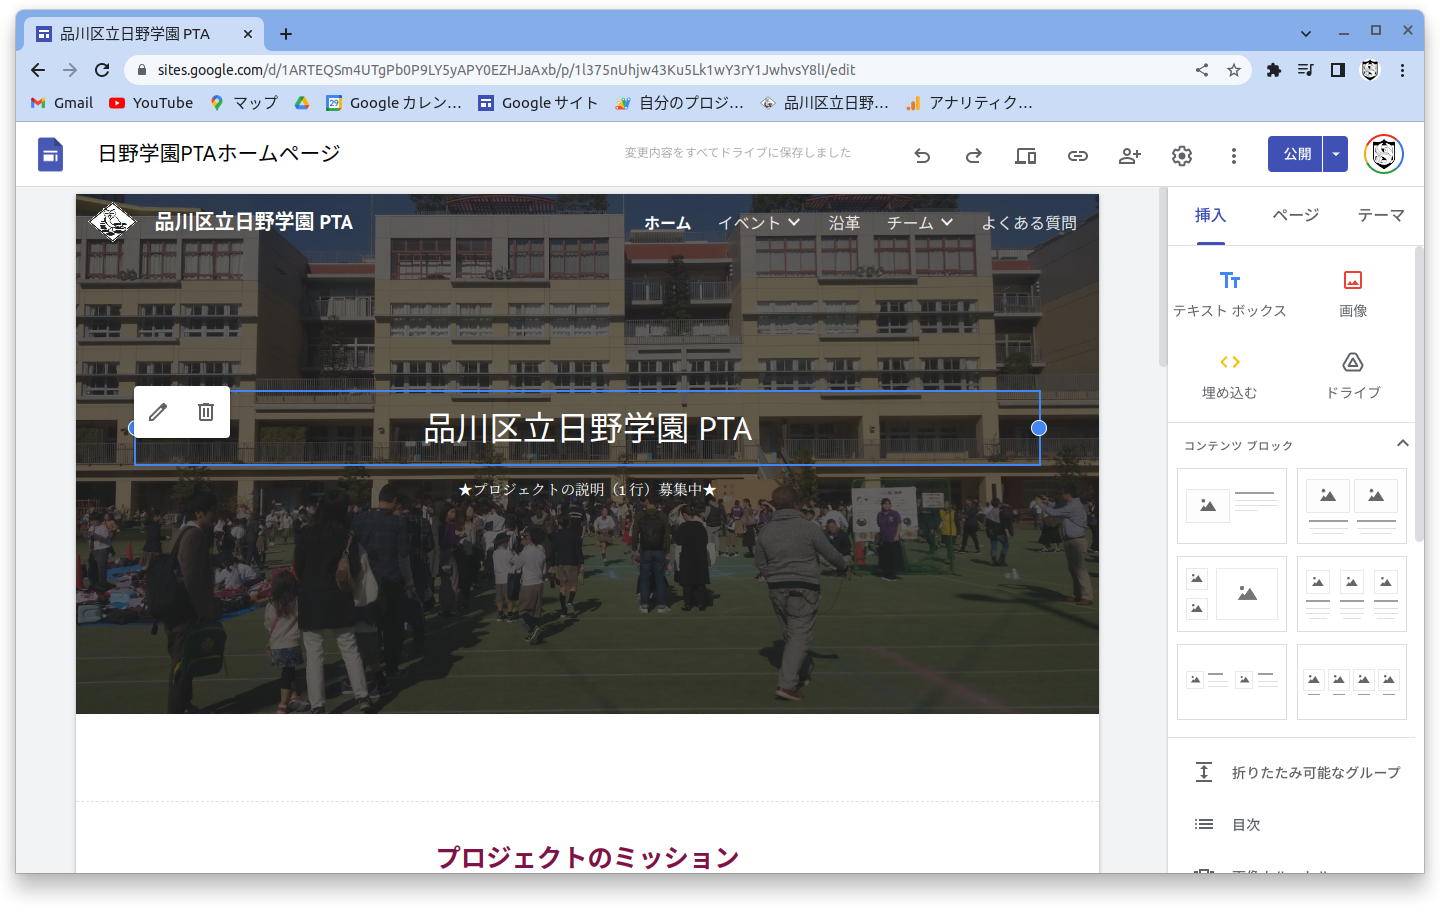 品川区立日野学園 PTA
sites.google.com/d/1ARTEQSm4UTgPb0P9LY5yAPY0EZHJaAxb/p/1l375nUhjw43Ku5Lk1wY3rY1JwhvsY8lI/edit
Gmail YouTube マップ Google カレン… Google サイト 自分のプロジ… 品川区立日野… アナリティク…
日野学園PTAホームページ 変更内容をすべてドライブに保存しました 公開
品川区立日野学園 PTA ホーム イベント 沿革 チーム よくある質問
品川区立日野学園 PTA
★プロジェクトの説明（1 行）募集中★
プロジェクトのミッション
挿入 ページ テーマ
テキスト ボックス 画像
埋め込む ドライブ
コンテンツ ブロック
折りたたみ可能なグループ
目次